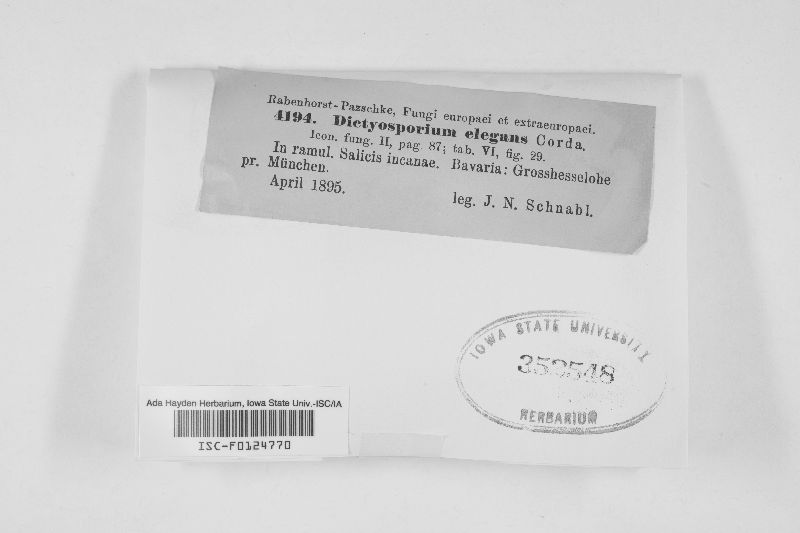 Rabenhorst-Pazschke, Fungi europaei et extraeuropaei.
4194. Dictyosporium elegans Corda.
Icon. fung. II, pag. 87; tab. VI, fig. 29.
In ramul. Salicis incanae. Bavaria: Grosshesselohe
pr. München.
April 1895.
leg. J. N. Schnabl.
IOWA STATE UNIVERSITY
352548
HERBARIUM
Ada Hayden Herbarium, Iowa State Univ.-ISC/IA
ISC-F0124770